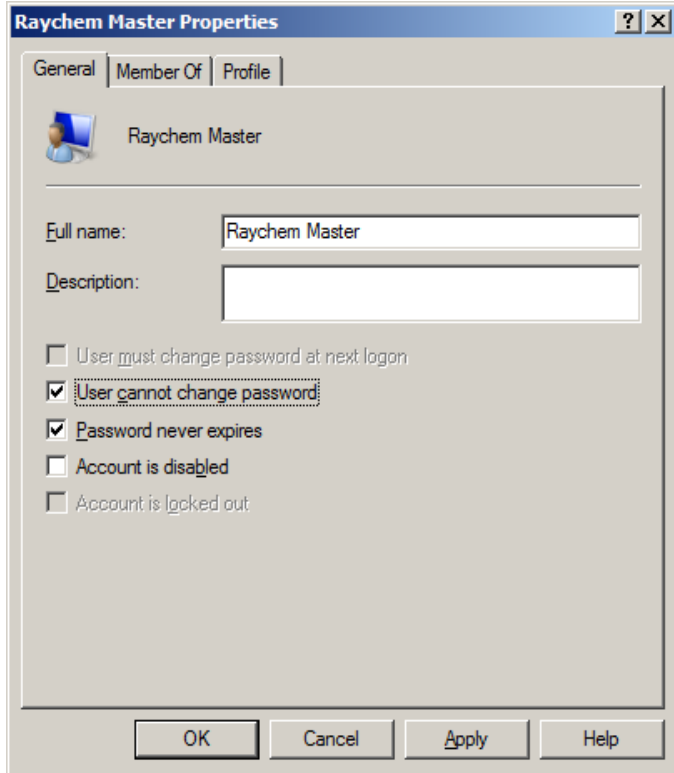 Raychem Master Properties
General Member Of Profile
Raychem Master
Full name: Raychem Master
Description:
User must change password at next logon
User cannot change password
Password never expires
Account is disabled
Account is locked out
OK Cancel Apply Help